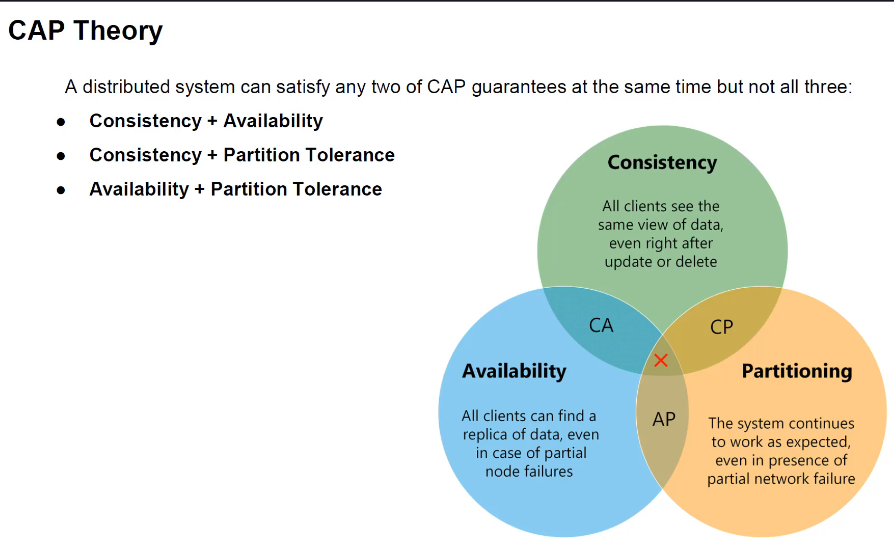 CAP Theory
A distributed system can satisfy any two of CAP guarantees at the same time but not all three:
● Consistency + Availability
● Consistency + Partition Tolerance
● Availability + Partition Tolerance
Consistency
All clients see the
same view of data,
even right after
update or delete
CA
CP
Availability
All clients can find a
replica of data, even
in case of partial
node failures
AP
Partitioning
The system continues
to work as expected,
even in presence of
partial network failure